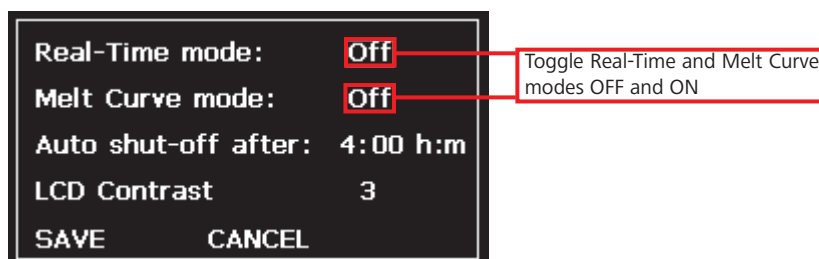 Real-Time mode: Off
Melt Curve mode: Off
Auto shut-off after: 4:00 h:m
LCD Contrast 3
SAVE CANCEL
Toggle Real-Time and Melt Curve
modes OFF and ON